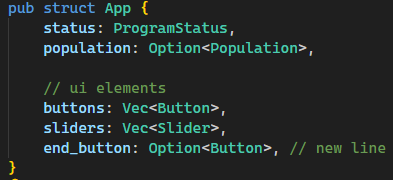 pub struct App {
    status: ProgramStatus,
    population: Option<Population>,
    // ui elements
    buttons: Vec<Button>,
    sliders: Vec<Slider>,
    end_button: Option<Button>, // new line
}